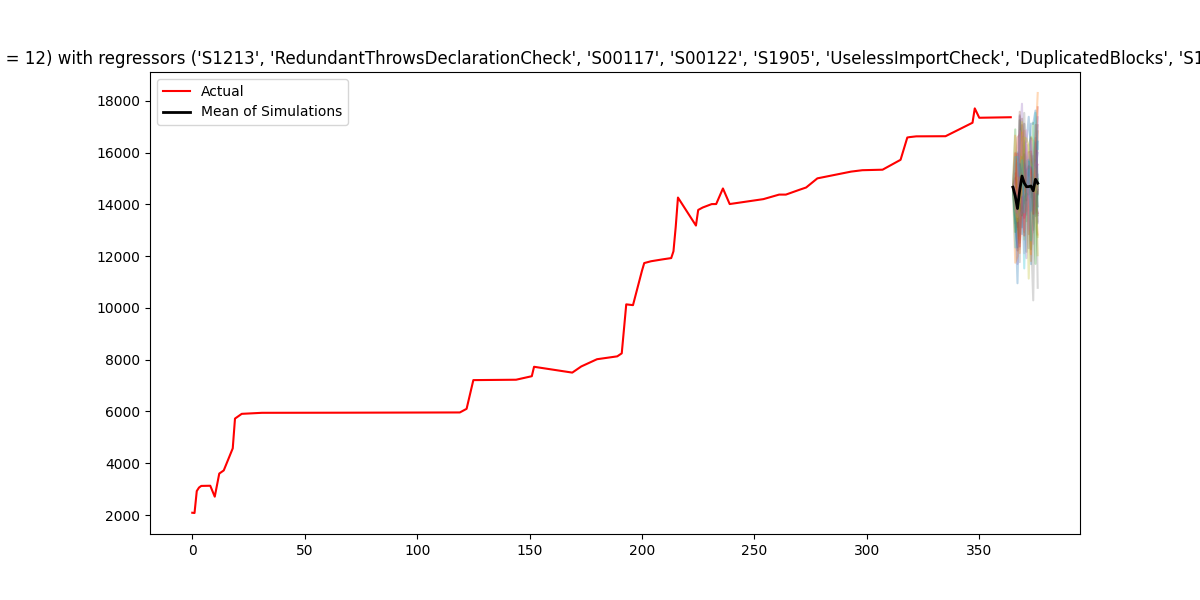 = 12) with regressors ('S1213', 'RedundantThrowsDeclarationCheck', 'S00117', 'S00122', 'S1905', 'UselessImportCheck', 'DuplicatedBlocks', 'S1
Actual
Mean of Simulations
18000
16000
14000
12000
10000
8000
6000
4000
2000
0 50 100 150 200 250 300 350